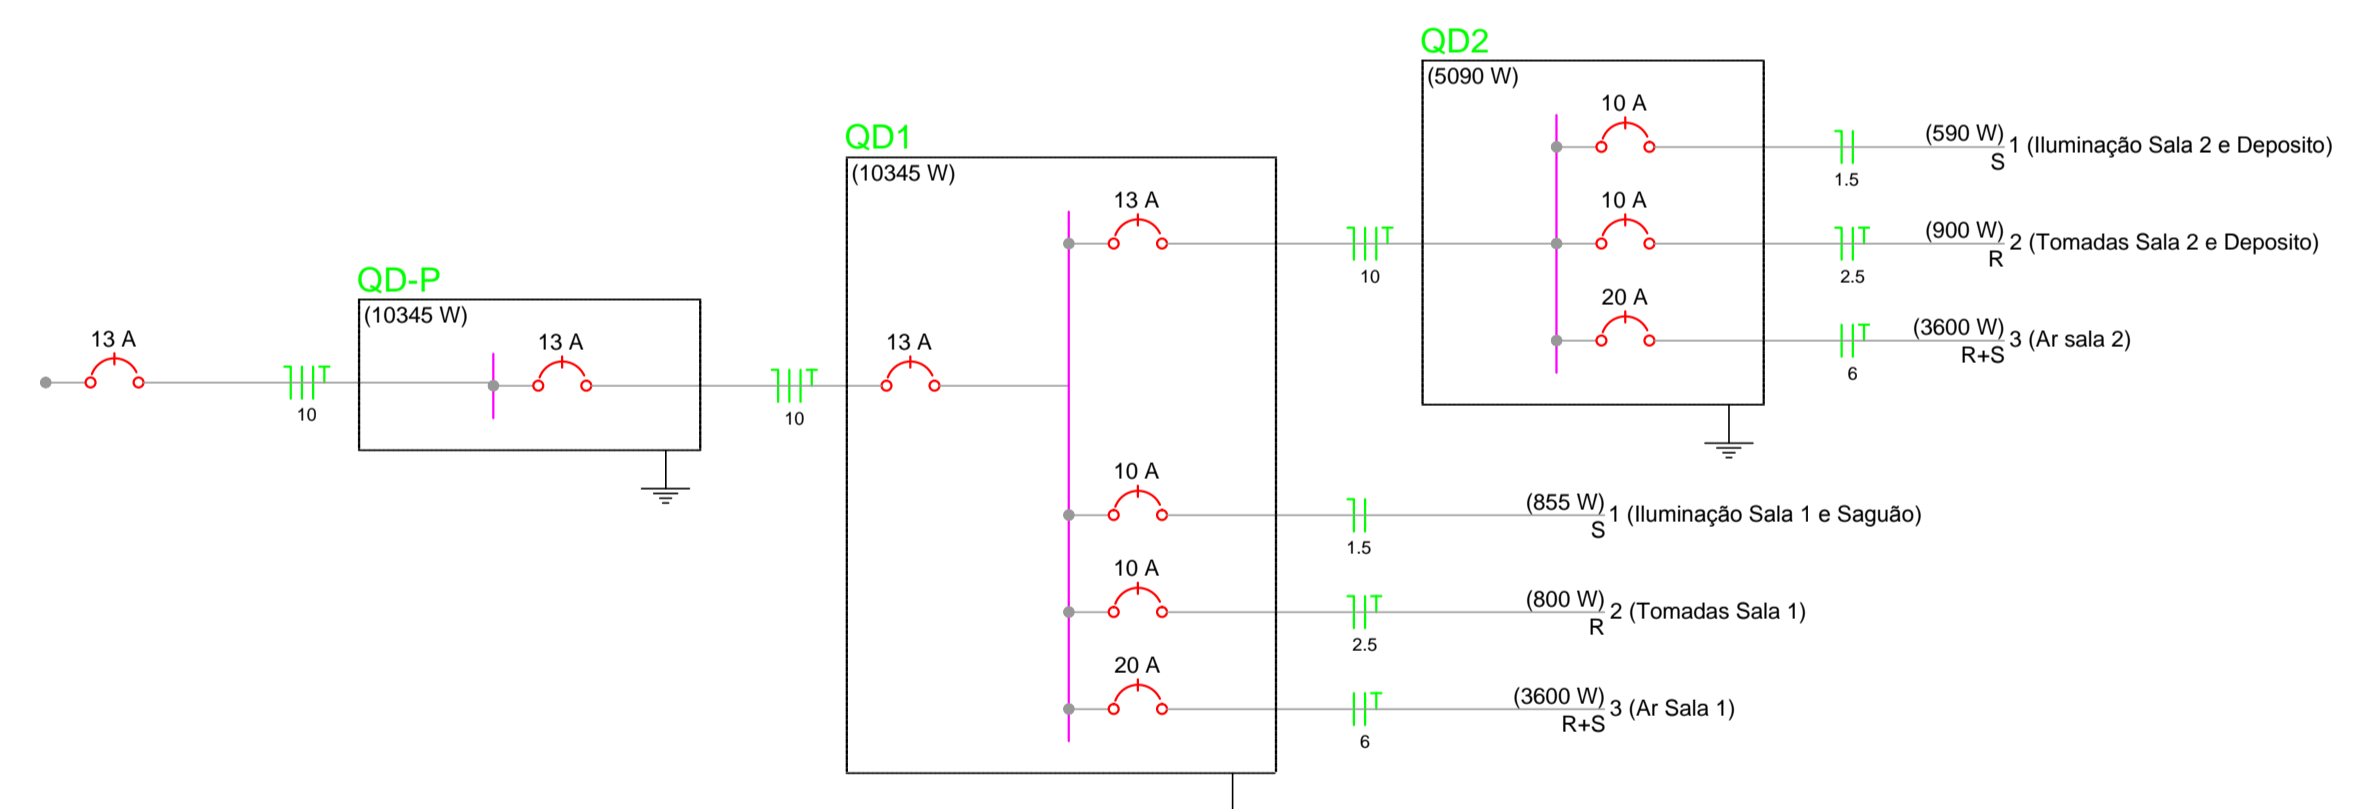 QD2
(5090 W)
10 A
(590 W) 1 (Iluminação Sala 2 e Deposito)
S
1.5
10 A
(900 W) 2 (Tomadas Sala 2 e Deposito)
R
T
2.5
20 A
(3600 W) 3 (Ar sala 2)
R+S
T
6
QD1
(10345 W)
13 A
T
10
13 A
10 A
(855 W) 1 (Iluminação Sala 1 e Saguão)
S
1.5
10 A
(800 W) 2 (Tomadas Sala 1)
R
T
2.5
20 A
(3600 W) 3 (Ar Sala 1)
R+S
T
6
QD-P
(10345 W)
13 A
T
10
13 A
T
10